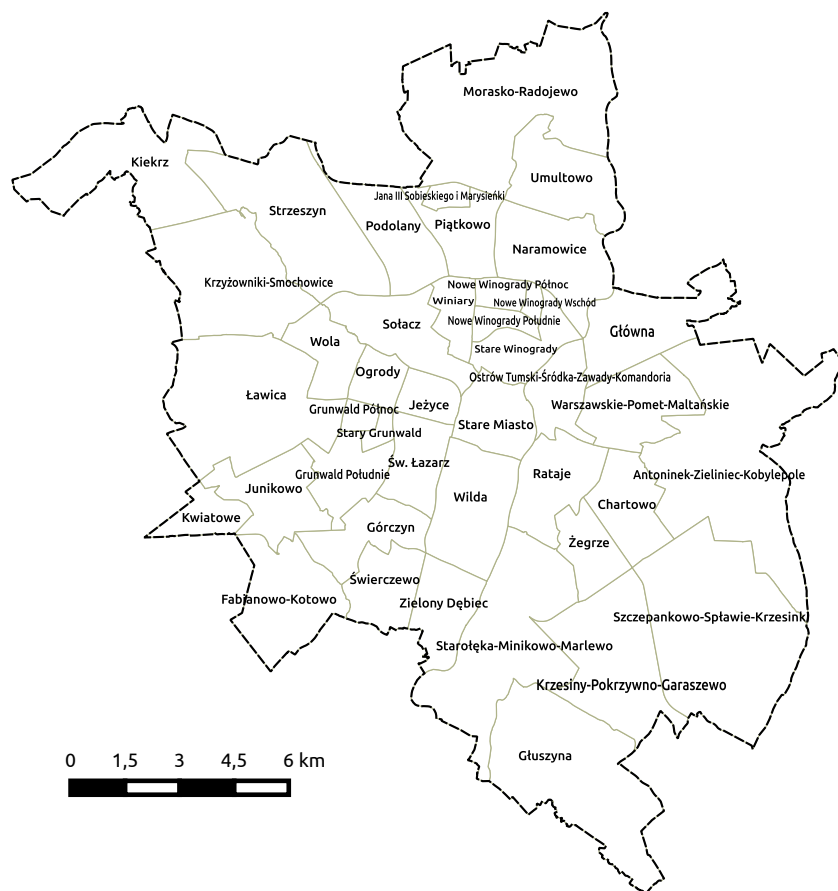 Morasko-Radojewo
Kiekrz
Umultowo
Jana III Sobieskiego i Marysieńki
Strzeszyn
Podolany
Piątkowo
Naramowice
Krzyżowniki-Smochowice
Nowe Winogrady Północ
Winiary
Nowe Winogrady Wschód
Sołacz
Nowe Winogrady Południe
Główna
Wola
Stare Winogrady
Ogrody
Ostrów Tumski-Śródka-Zawady-Komandoria
Ławica
Grunwald Północ
Jeżyce
Warszawskie-Pomet-Maltańskie
Stare Miasto
Stary Grunwald
Św. Łazarz
Grunwald Południe
Rataje
Antoninek-Zieliniec-Kobylepole
Junikowo
Wilda
Chartowo
Kwiatowe
Górczyn
Żegrze
Świerczewo
Fabianowo-Kotowo
Zielony Dębiec
Szczepankowo-Spławie-Krzesinki
Starołęka-Minikowo-Marlewo
Krzesiny-Pokrzywno-Garaszewo
Głuszyna
0 1,5 3 4,5 6 km